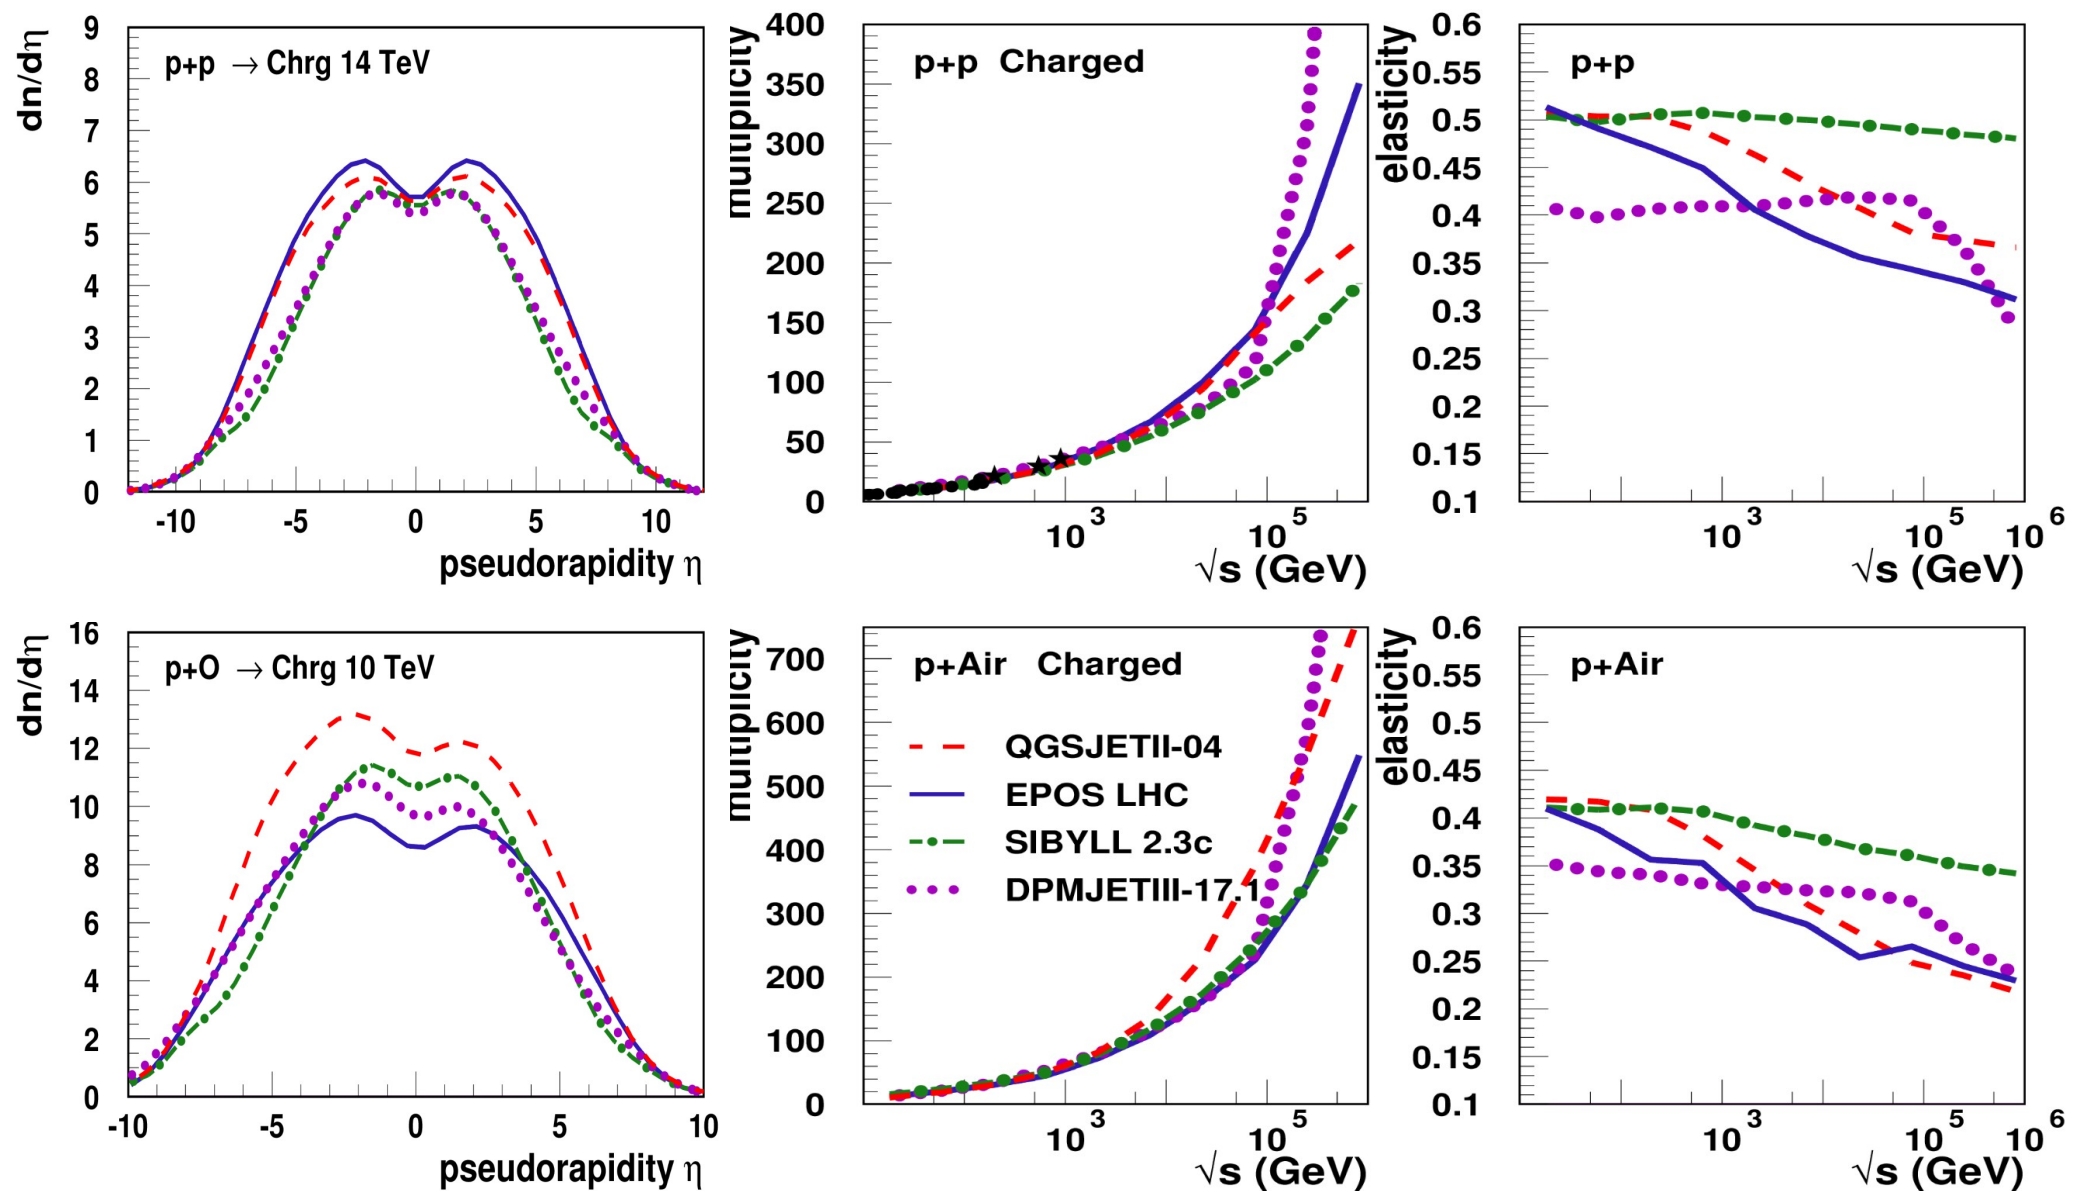 dn/dη
9
8
7
6
5
4
3
2
1
0
p+p → Chrg 14 TeV
-10 -5 0 5 10
pseudorapidity η
multiplicity
400
350
300
250
200
150
100
50
0
p+p Charged
10^3 10^5
√s (GeV)
elasticity
0.6
0.55
0.5
0.45
0.4
0.35
0.3
0.25
0.2
0.15
0.1
p+p
10^3 10^5 10^6
√s (GeV)
dn/dη
16
14
12
10
8
6
4
2
0
p+O → Chrg 10 TeV
-10 -5 0 5 10
pseudorapidity η
multiplicity
700
600
500
400
300
200
100
0
p+Air Charged
QGSJETII-04
EPOS LHC
SIBYLL 2.3c
DPMJETIII-17.1
10^3 10^5
√s (GeV)
elasticity
0.6
0.55
0.5
0.45
0.4
0.35
0.3
0.25
0.2
0.15
0.1
p+Air
10^3 10^5 10^6
√s (GeV)